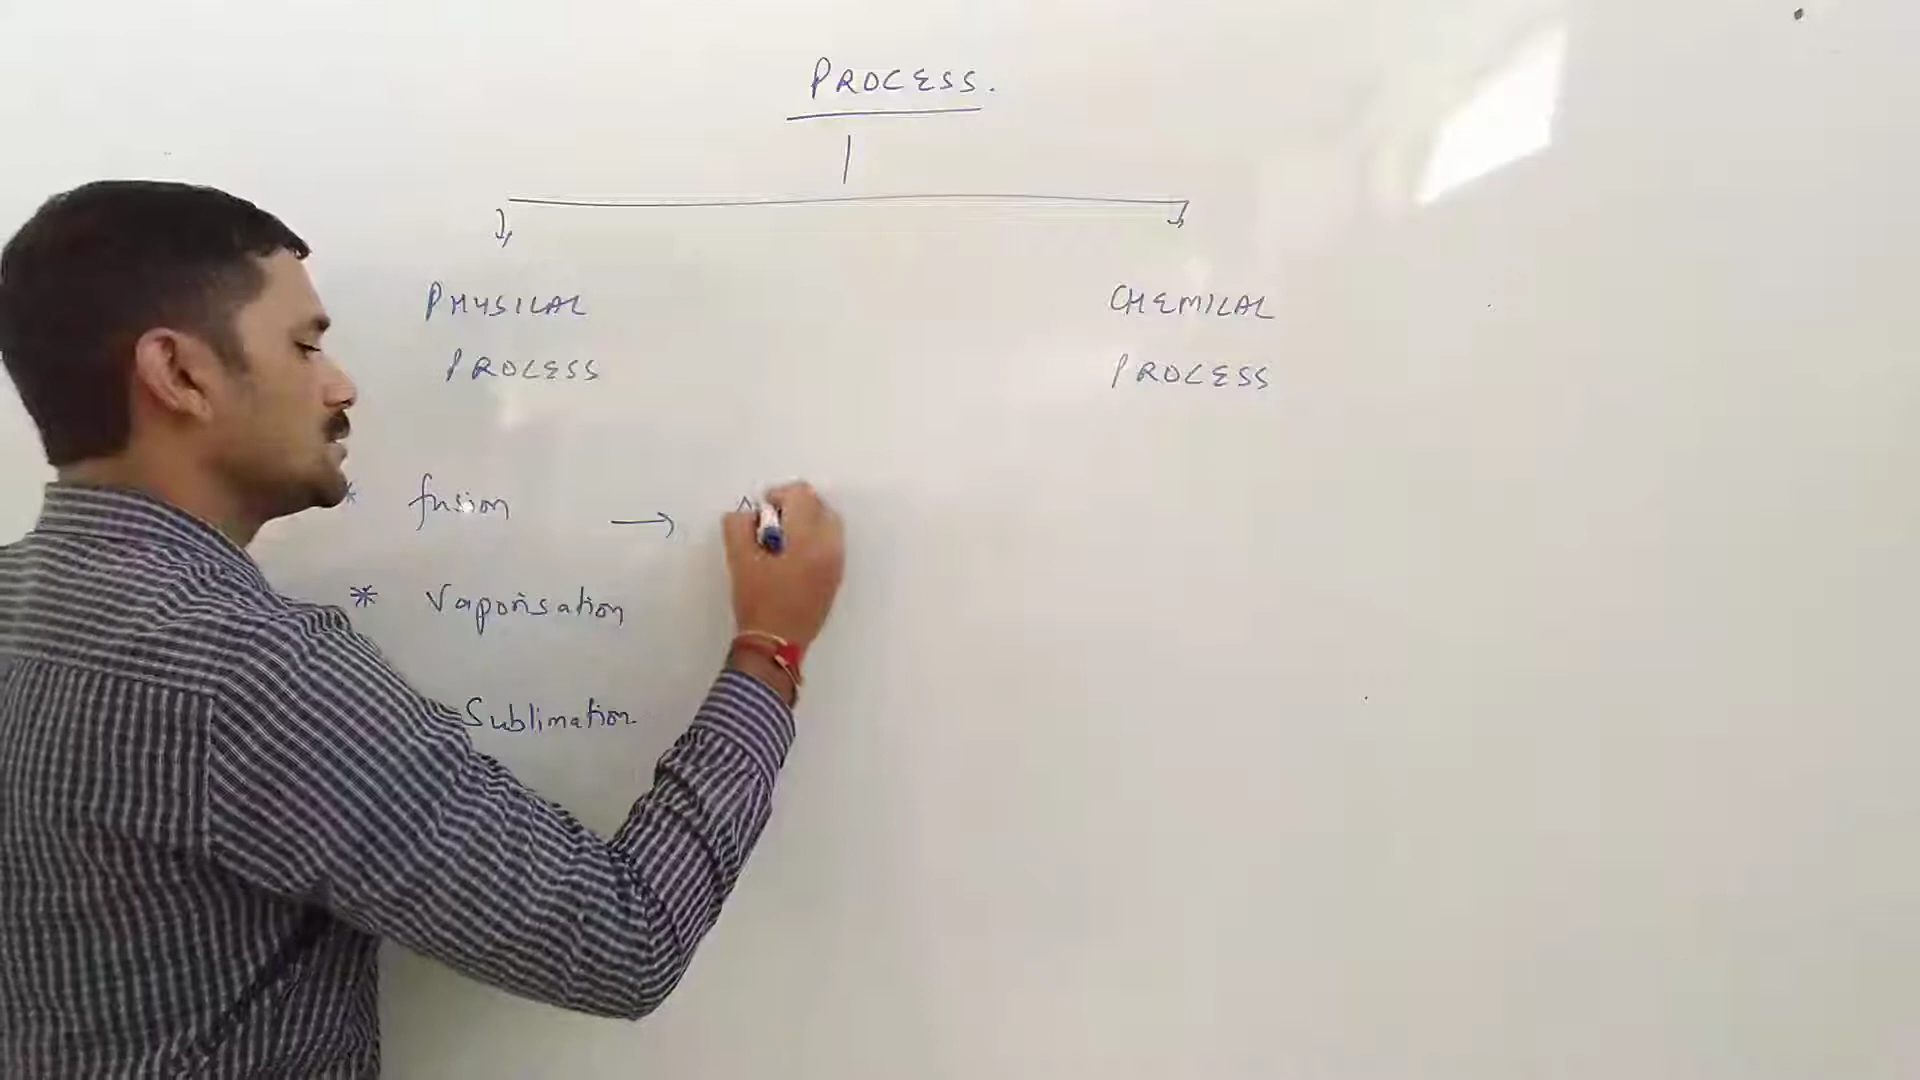 PROCESS.
PHYSICAL
PROCESS
CHEMICAL
PROCESS
* fusion →
* Vaporisation
Sublimation